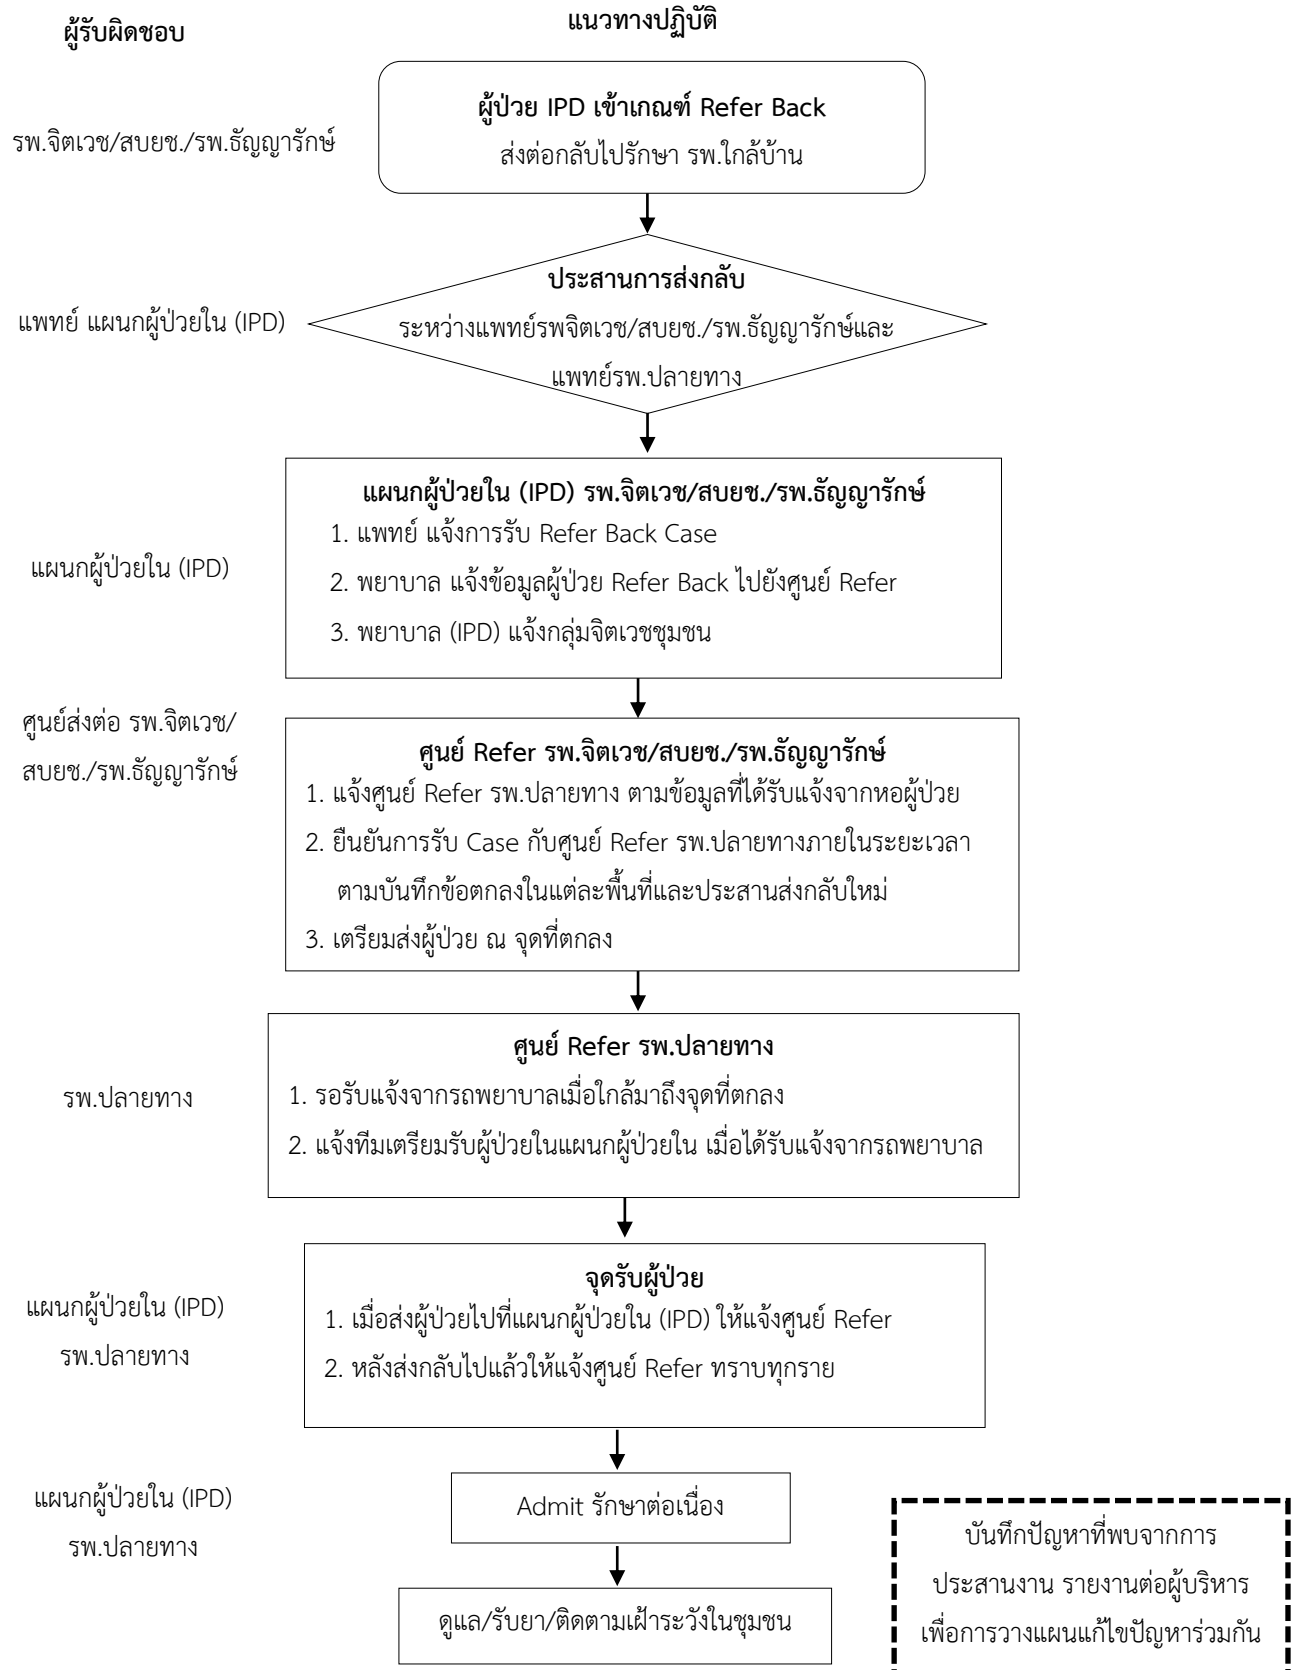 ผู้รับผิดชอบ
แนวทางปฏิบัติ
รพ.จิตเวช/สบยช./รพ.ธัญญารักษ์
ผู้ป่วย IPD เข้าเกณฑ์ Refer Back
ส่งต่อกลับไปรักษา รพ.ใกล้บ้าน
แพทย์ แผนกผู้ป่วยใน (IPD)
ประสานการส่งกลับ
ระหว่างแพทย์รพจิตเวช/สบยช./รพ.ธัญญารักษ์และ
แพทย์รพ.ปลายทาง
แผนกผู้ป่วยใน (IPD)
แผนกผู้ป่วยใน (IPD) รพ.จิตเวช/สบยช./รพ.ธัญญารักษ์
1. แพทย์ แจ้งการรับ Refer Back Case
2. พยาบาล แจ้งข้อมูลผู้ป่วย Refer Back ไปยังศูนย์ Refer
3. พยาบาล (IPD) แจ้งกลุ่มจิตเวชชุมชน
ศูนย์ส่งต่อ รพ.จิตเวช/
สบยช./รพ.ธัญญารักษ์
ศูนย์ Refer รพ.จิตเวช/สบยช./รพ.ธัญญารักษ์
1. แจ้งศูนย์ Refer รพ.ปลายทาง ตามข้อมูลที่ได้รับแจ้งจากหอผู้ป่วย
2. ยืนยันการรับ Case กับศูนย์ Refer รพ.ปลายทางภายในระยะเวลา
ตามบันทึกข้อตกลงในแต่ละพื้นที่และประสานส่งกลับใหม่
3. เตรียมส่งผู้ป่วย ณ จุดที่ตกลง
รพ.ปลายทาง
ศูนย์ Refer รพ.ปลายทาง
1. รอรับแจ้งจากรถพยาบาลเมื่อใกล้มาถึงจุดที่ตกลง
2. แจ้งทีมเตรียมรับผู้ป่วยในแผนกผู้ป่วยใน เมื่อได้รับแจ้งจากรถพยาบาล
แผนกผู้ป่วยใน (IPD)
รพ.ปลายทาง
จุดรับผู้ป่วย
1. เมื่อส่งผู้ป่วยไปที่แผนกผู้ป่วยใน (IPD) ให้แจ้งศูนย์ Refer
2. หลังส่งกลับไปแล้วให้แจ้งศูนย์ Refer ทราบทุกราย
แผนกผู้ป่วยใน (IPD)
รพ.ปลายทาง
Admit รักษาต่อเนื่อง
ดูแล/รับยา/ติดตามเฝ้าระวังในชุมชน
บันทึกปัญหาที่พบจากการ
ประสานงาน รายงานต่อผู้บริหาร
เพื่อการวางแผนแก้ไขปัญหาร่วมกัน